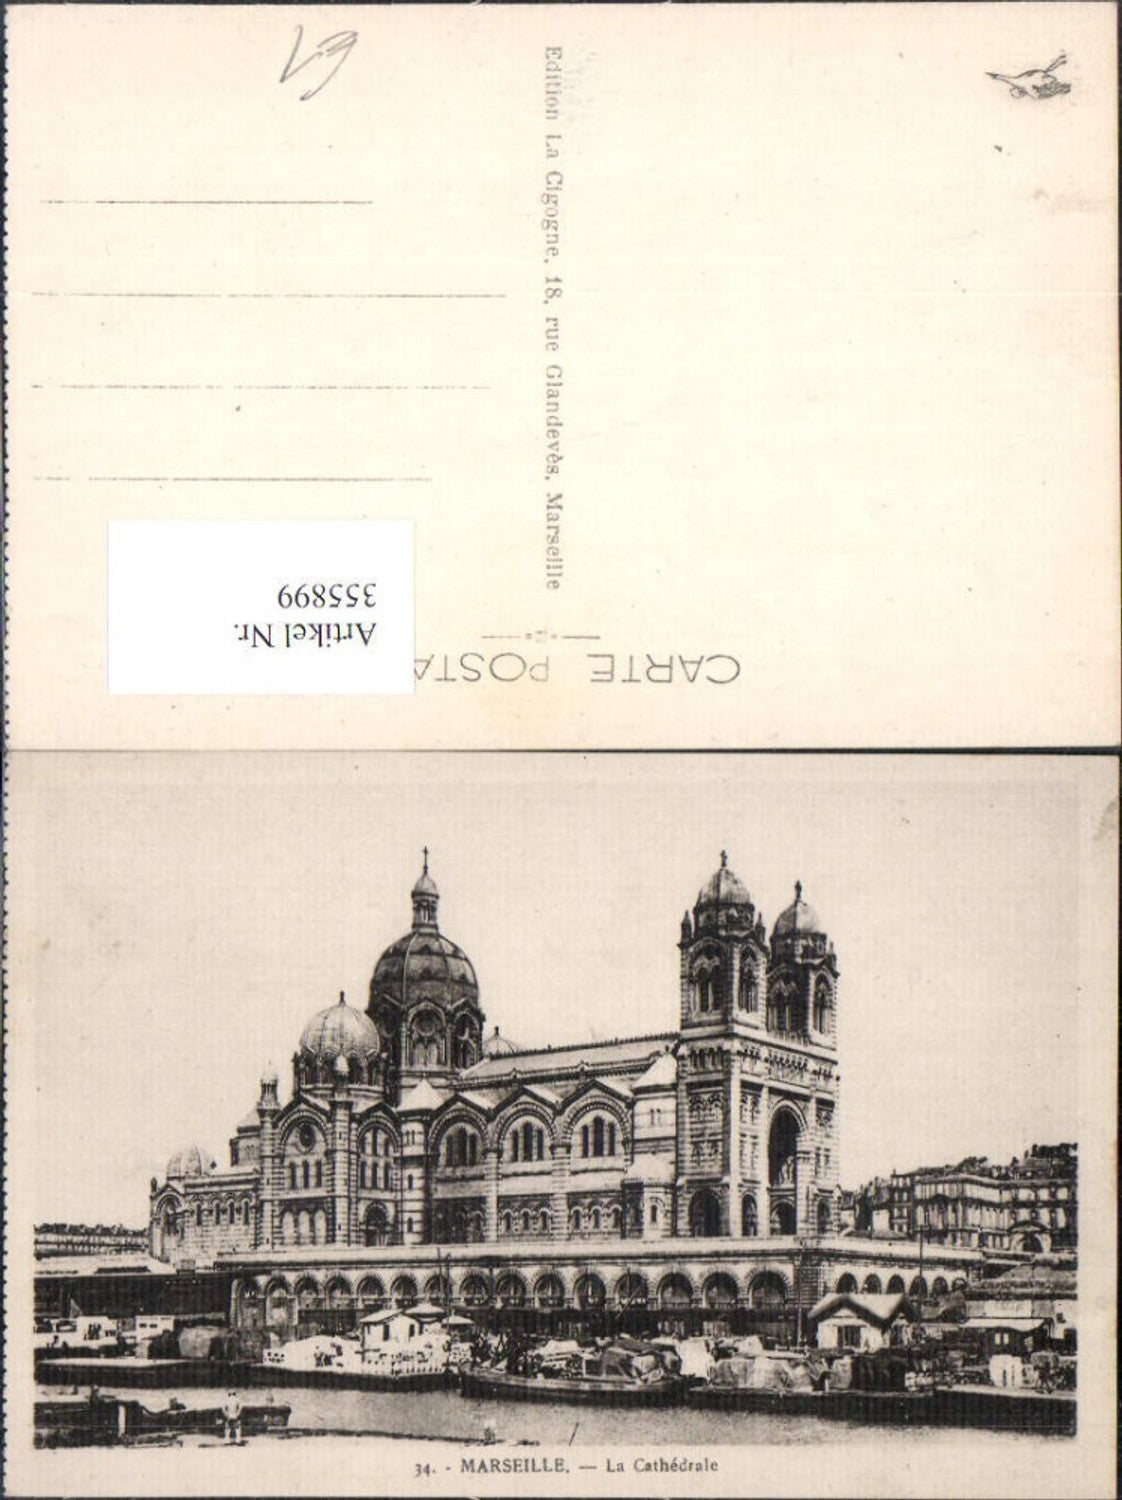 Edition La Cigogne, 18, rue Glandevès, Marseille
CARTE POSTA
Artikel Nr.
355899
34. - MARSEILLE. — La Cathédrale